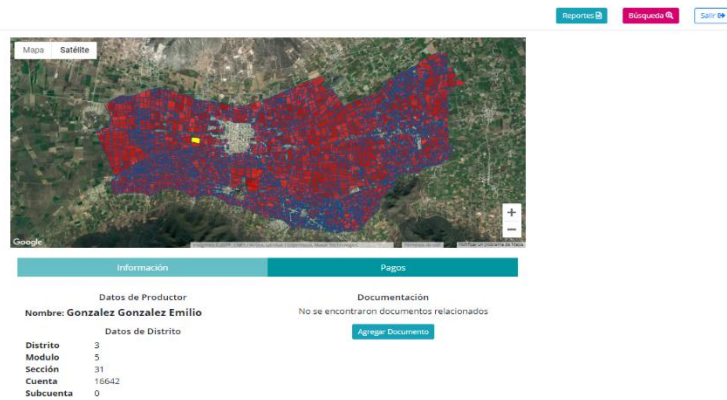 Reportes
Búsqueda
Salir
Mapa Satélite
Google
Información Pagos
Datos de Productor
Nombre: Gonzalez Gonzalez Emilio
Documentación
No se encontraron documentos relacionados
Agregar Documento
Datos de Distrito
Distrito 3
Modulo 5
Sección 31
Cuenta 16642
Subcuenta 0